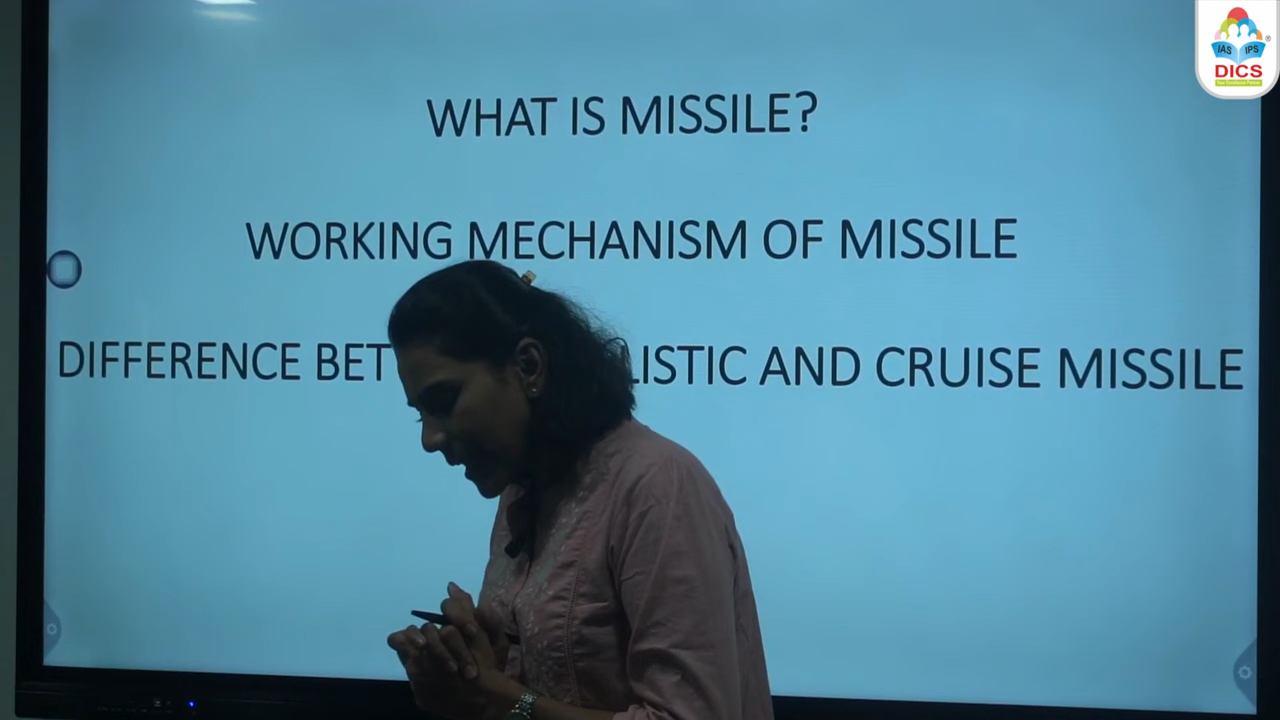 WHAT IS MISSILE?
WORKING MECHANISM OF MISSILE
DIFFERENCE BET LISTIC AND CRUISE MISSILE
IAS IPS
DICS